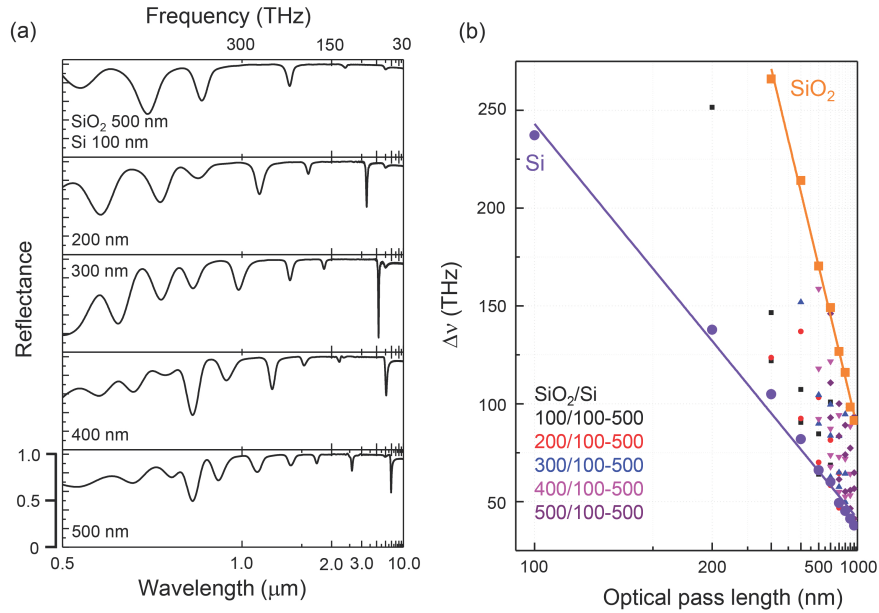 (a)
Frequency (THz)
300
150
30
SiO2 500 nm
Si 100 nm
200 nm
300 nm
400 nm
500 nm
Reflectance
1.0
0.5
0
0.5
1.0
2.0
3.0
10.0
Wavelength (μm)
(b)
SiO2
Si
250
200
150
100
50
Δν (THz)
SiO2/Si
100/100-500
200/100-500
300/100-500
400/100-500
500/100-500
100
200
500
1000
Optical pass length (nm)